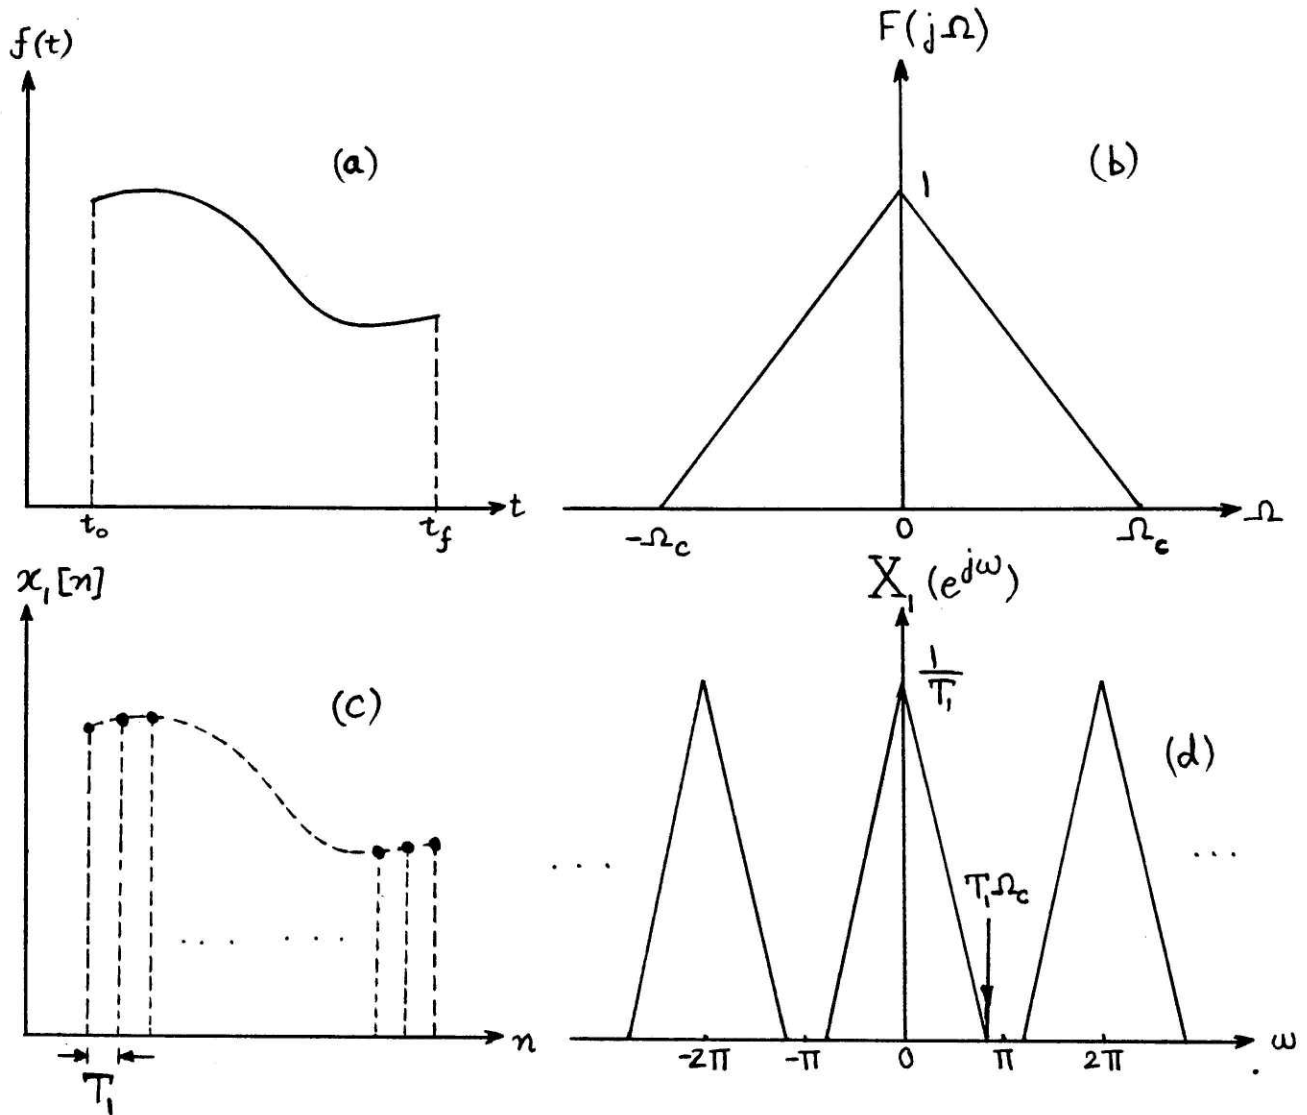 f(t)
(a)
t₀
t_f
t
F(jΩ)
(b)
1
-Ω_c
0
Ω_c
Ω
x₁[n]
(c)
.... ....
T₁
n
X₁(e^{jω})
1/T₁
(d)
...
T₁Ω_c
...
-2π
-π
0
π
2π
ω